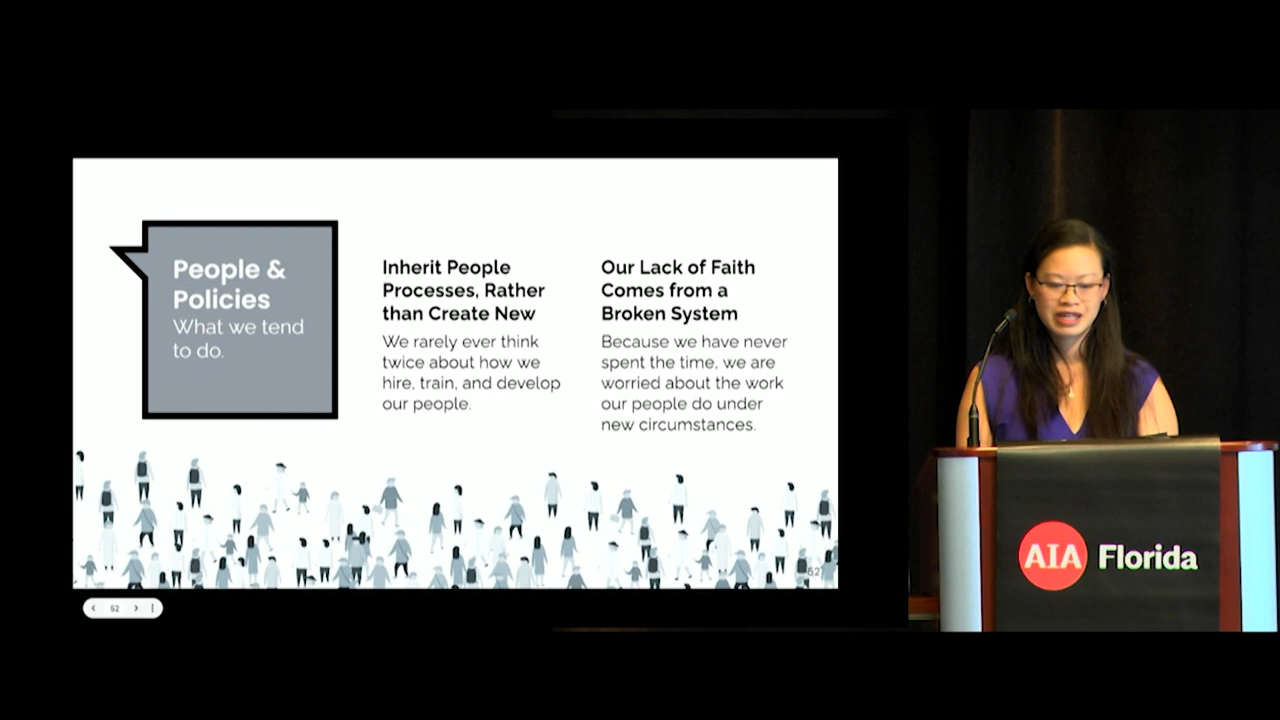 People &
Policies
What we tend
to do.
Inherit People
Processes, Rather
than Create New
We rarely ever think
twice about how we
hire, train, and develop
our people.
Our Lack of Faith
Comes from a
Broken System
Because we have never
spent the time, we are
worried about the work
our people do under
new circumstances.
62
AIA Florida